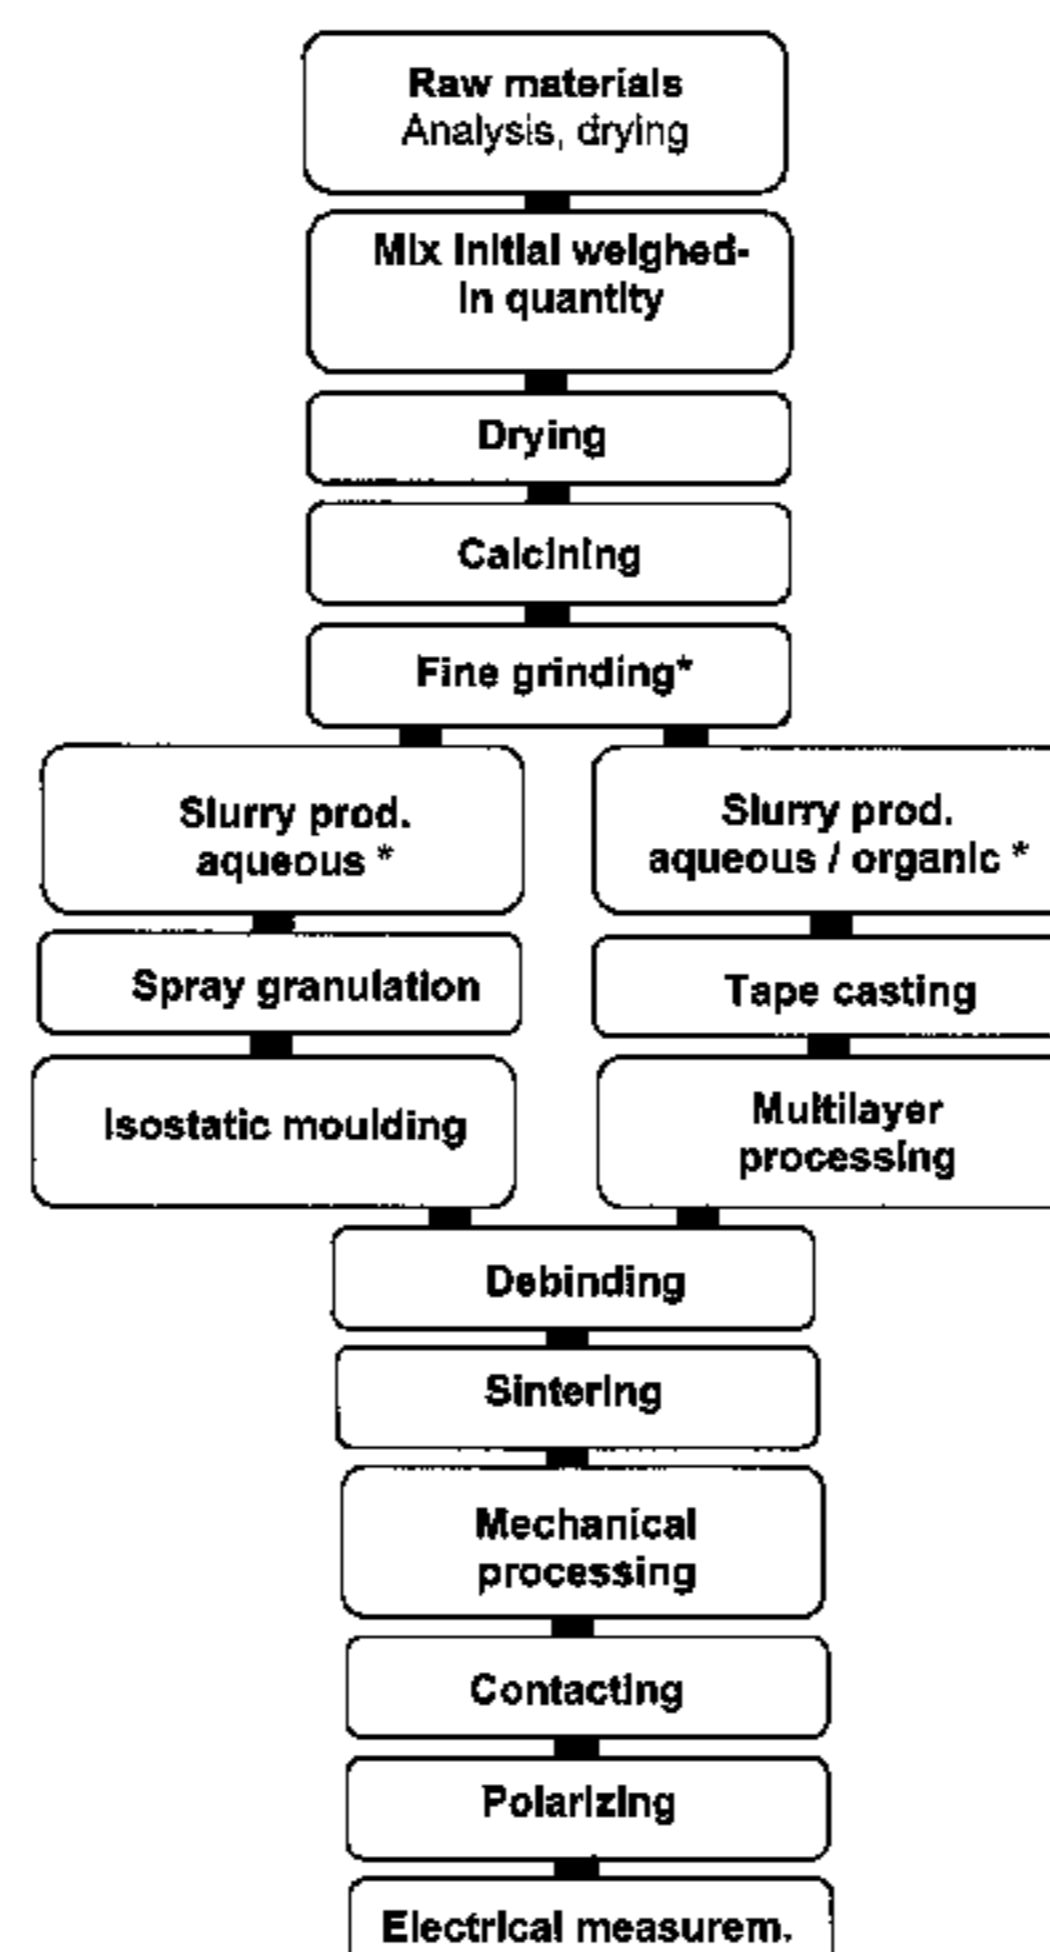 Raw materials
Analysis, drying
Mix initial weighed-
in quantity
Drying
Calcining
Fine grinding*
Slurry prod.
aqueous *
Slurry prod.
aqueous / organic *
Spray granulation
Tape casting
Isostatic moulding
Multilayer
processing
Debinding
Sintering
Mechanical
processing
Contacting
Polarizing
Electrical measurem.